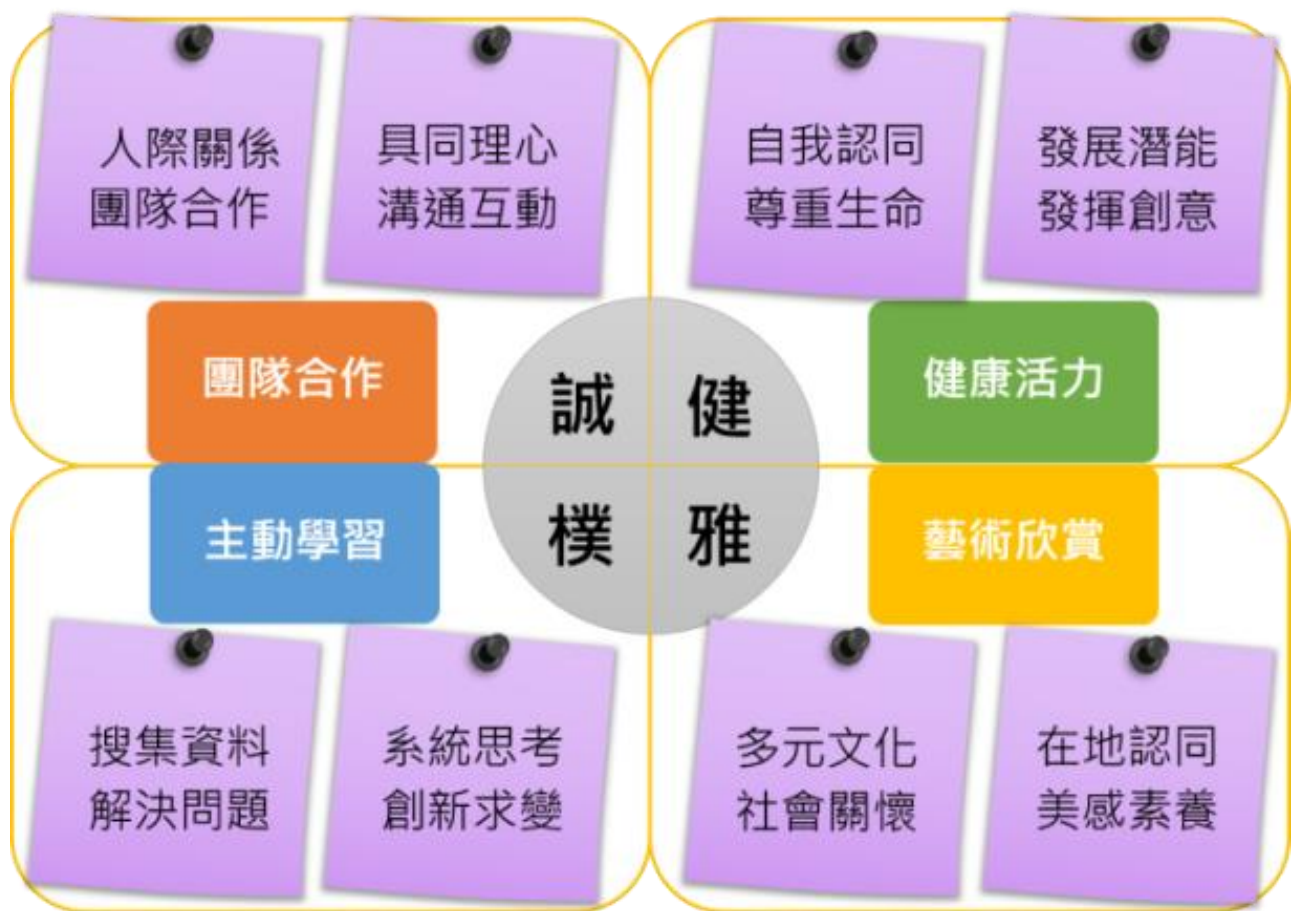 人際關係
團隊合作
具同理心
溝通互動
自我認同
尊重生命
發展潛能
發揮創意
團隊合作
誠
健
健康活力
主動學習
樸
雅
藝術欣賞
搜集資料
解決問題
系統思考
創新求變
多元文化
社會關懷
在地認同
美感素養